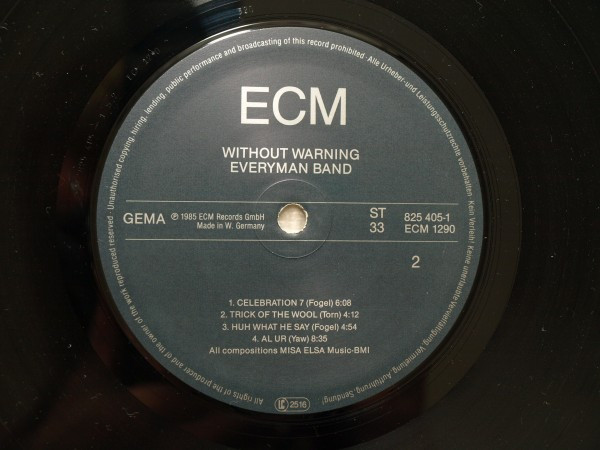 All rights of the producer and of the owner of the work reproduced reserved · Unauthorised copying, hiring, lending, public performance and broadcasting of this record prohibited · Alle Urheber- und Leistungsschutzrechte vorbehalten. Kein Verleih! Keine unerlaubte Vervielfältigung, Vermietung, Aufführung, Sendung!
ECM
WITHOUT WARNING
EVERYMAN BAND
GEMA ℗ 1985 ECM Records GmbH
Made in W. Germany
ST
33
825 405-1
ECM 1290
2
1. CELEBRATION 7 (Fogel) 6:08
2. TRICK OF THE WOOL (Torn) 4:12
3. HUH WHAT HE SAY (Fogel) 4:54
4. AL UR (Yaw) 8:35
All compositions MISA ELSA Music-BMI
LC 2516